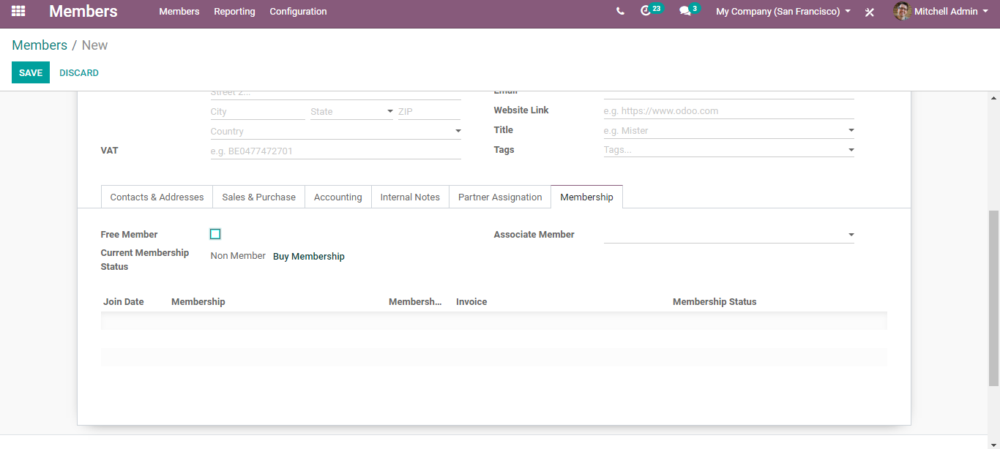 Members Members Reporting Configuration 23 3 My Company (San Francisco) Mitchell Admin
Members / New
SAVE DISCARD
Street 2... Email
City State ZIP Website Link e.g. https://www.odoo.com
Country Title e.g. Mister
VAT e.g. BE0477472701 Tags Tags...
Contacts & Addresses Sales & Purchase Accounting Internal Notes Partner Assignation Membership
Free Member Associate Member
Current Membership Status Non Member Buy Membership
Join Date Membership Membersh... Invoice Membership Status